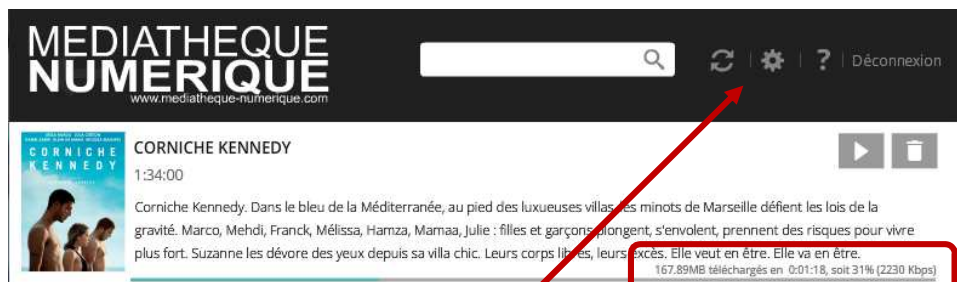 MEDIATHEQUE
NUMERIQUE
www.mediatheque-numerique.com
? Déconnexion
CORNICHE
KENNEDY
CORNICHE KENNEDY
1:34:00
Corniche Kennedy. Dans le bleu de la Méditerranée, au pied des luxueuses villas, les minots de Marseille défient les lois de la
gravité. Marco, Mehdi, Franck, Mélissa, Hamza, Mamaa, Julie : filles et garçons plongent, s'envolent, prennent des risques pour vivre
plus fort. Suzanne les dévore des yeux depuis sa villa chic. Leurs corps libres, leurs excès. Elle veut en être. Elle va en être.
167.89MB téléchargés en 0:01:18, soit 31% (2230 Kbps)